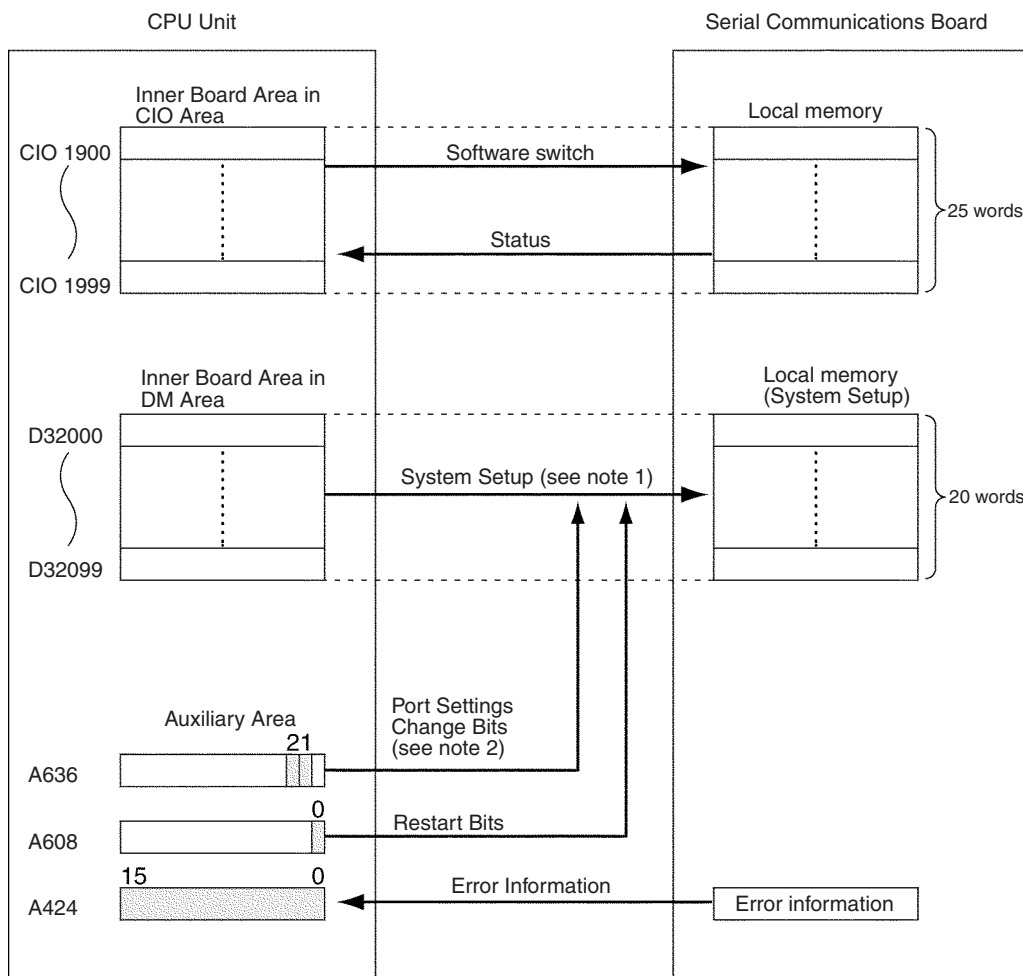 CPU Unit
Serial Communications Board
Inner Board Area in
CIO Area
Local memory
CIO 1900
Software switch
25 words
Status
CIO 1999
Inner Board Area in
DM Area
Local memory
(System Setup)
D32000
System Setup (see note 1)
20 words
D32099
Port Settings
Change Bits
(see note 2)
Auxiliary Area
21
A636
0
A608
Restart Bits
15
0
A424
Error Information
Error information